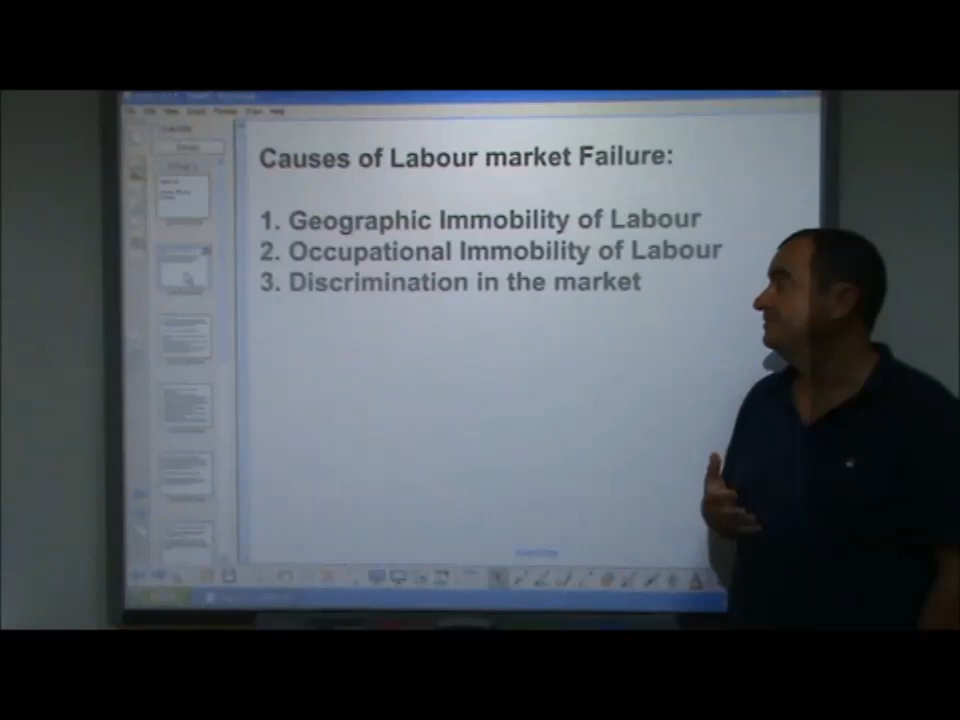 Causes of Labour market Failure:
1. Geographic Immobility of Labour
2. Occupational Immobility of Labour
3. Discrimination in the market